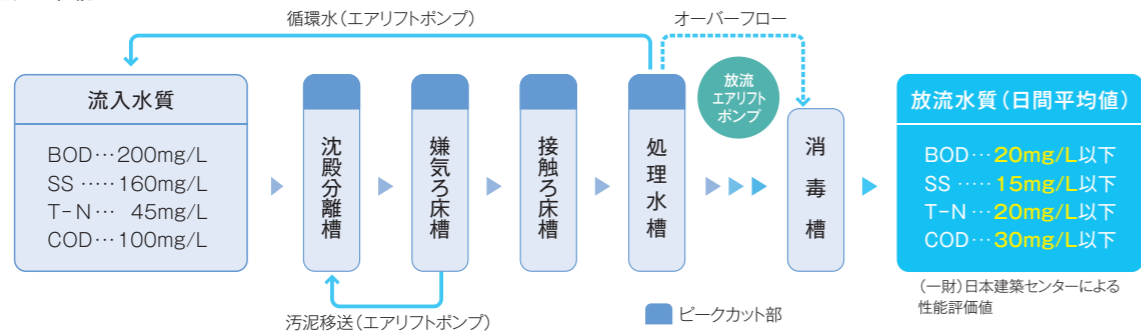 循環水（エアリフトポンプ）
オーバーフロー
流入水質
BOD…200mg/L
SS ……160mg/L
T-N… 45mg/L
COD…100mg/L
沈殿分離槽
嫌気ろ床槽
接触ろ床槽
処理水槽
放流
エアリフト
ポンプ
消毒槽
放流水質（日間平均値）
BOD…20mg/L以下
SS ……15mg/L以下
T-N…20mg/L以下
COD…30mg/L以下
（一財）日本建築センターによる
性能評価値
汚泥移送（エアリフトポンプ）
ピークカット部